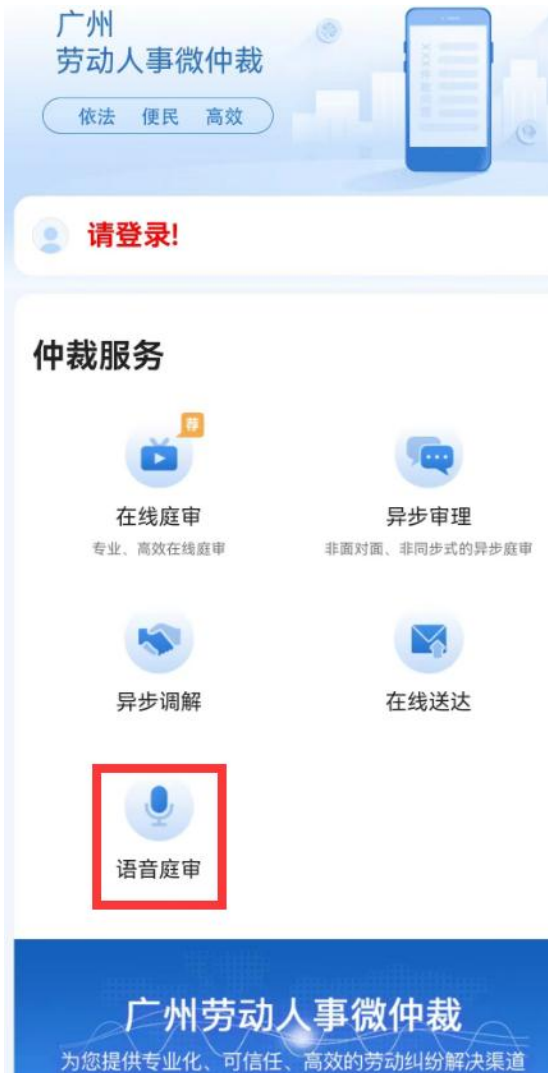 广州
劳动人事微仲裁
依法 便民 高效
请登录!
仲裁服务
荐
在线庭审
专业、高效在线庭审
异步审理
非面对面、非同步式的异步庭审
异步调解
在线送达
语音庭审
广州劳动人事微仲裁
为您提供专业化、可信任、高效的劳动纠纷解决渠道